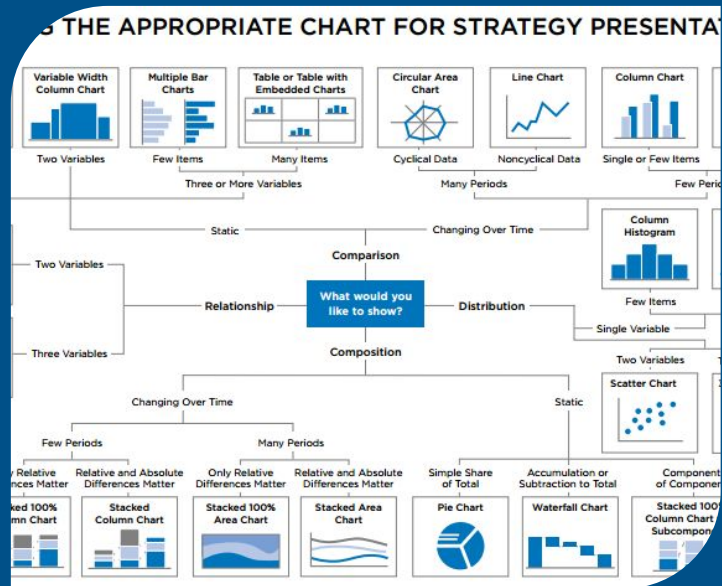 THE APPROPRIATE CHART FOR STRATEGY
Variable Width
Column Chart
Multiple Bar
Charts
Table or Table with
Embedded Charts
Circular Area
Chart
Line Chart
Column Chart
Two Variables
Few Items
Many Items
Cyclical Data
Noncyclical Data
Single or Few Items
Three or More Variables
Many Periods
Few
Static
Changing Over Time
Comparison
Column
Histogram
Two Variables
Relationship
What would you
like to show?
Distribution
Few Items
Single Variable
Three Variables
Composition
Two Variables
Scatter Chart
Changing Over Time
Static
Few Periods
Many Periods
Relative
Differences Matter
Relative and Absolute
Differences Matter
Only Relative
Differences Matter
Relative and Absolute
Differences Matter
Simple Share
of Total
Accumulation or
Subtraction to Total
100%
Chart
Stacked
Column Chart
Stacked 100%
Area Chart
Stacked Area
Chart
Pie Chart
Waterfall Chart
Stacked 100%
Column Chart